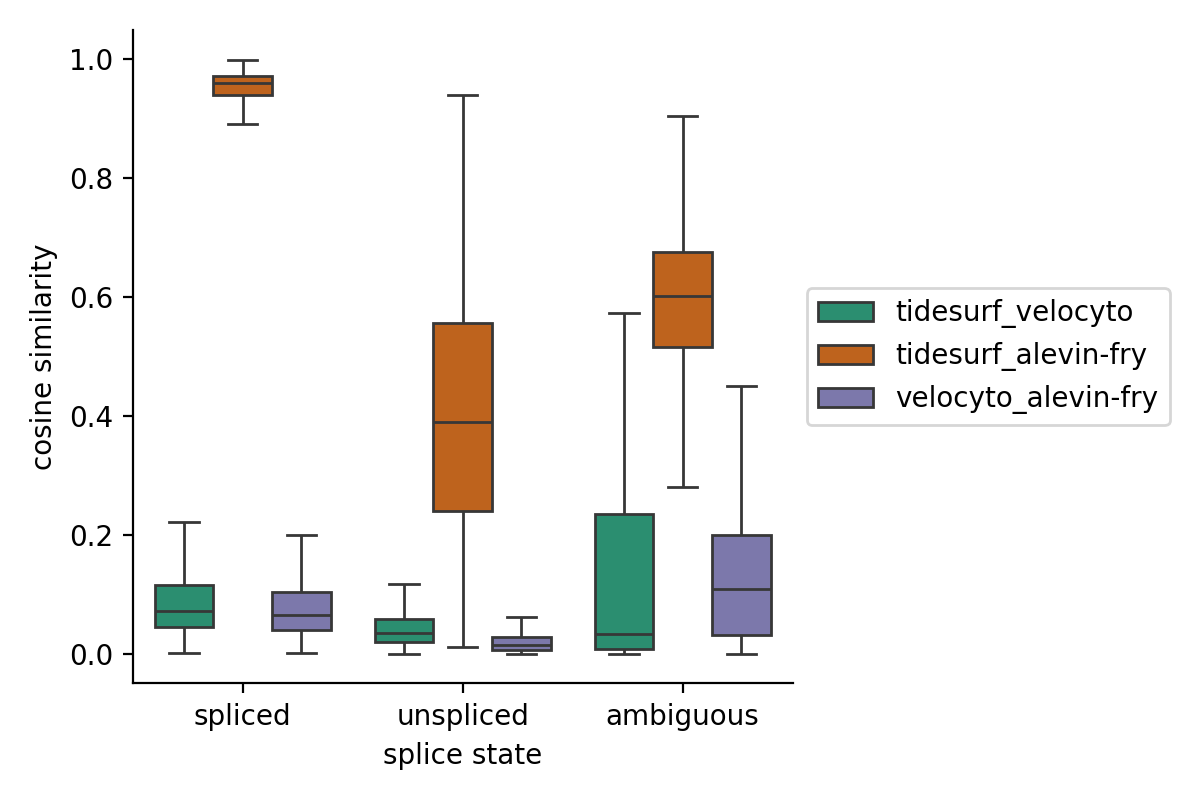 1.0
0.8
0.6
0.4
0.2
0.0
cosine similarity
spliced
unspliced
ambiguous
splice state
tidesurf_velocyto
tidesurf_alevin-fry
velocyto_alevin-fry